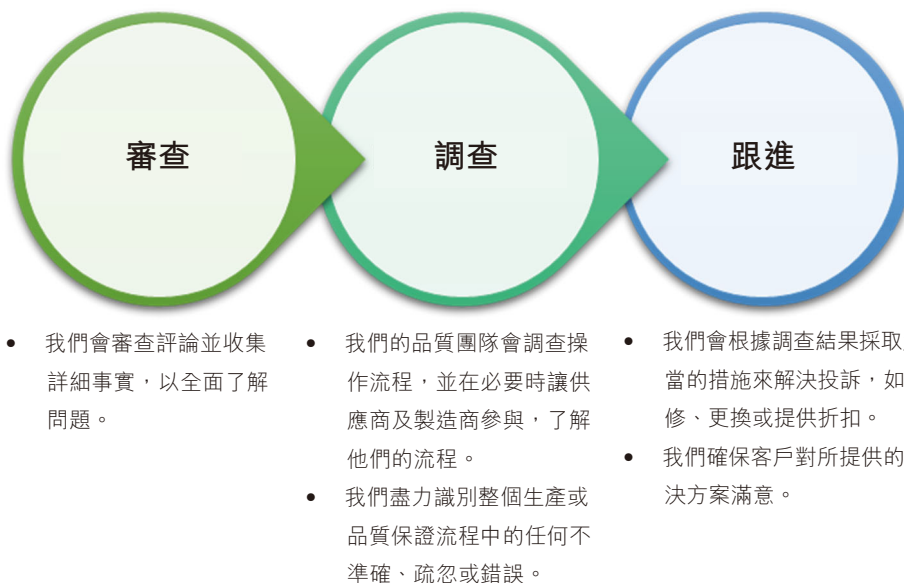 審查
調查
跟進
• 我們會審查評論並收集
詳細事實，以全面了解
問題。
• 我們的品質團隊會調查操
作流程，並在必要時讓供
應商及製造商參與，了解
他們的流程。
• 我們盡力識別整個生產或
品質保證流程中的任何不
準確、疏忽或錯誤。
• 我們會根據調查結果採取
當的措施來解決投訴，如
修、更換或提供折扣。
• 我們確保客戶對所提供的
決方案滿意。